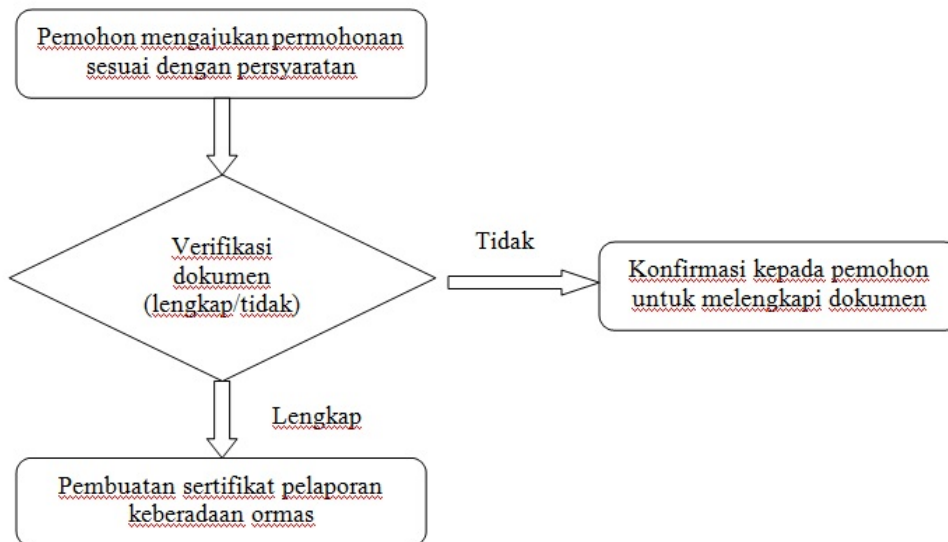 Pemohon mengajukan permohonan
sesuai dengan persyaratan
Verifikasi
dokumen
(lengkap/tidak)
Tidak
Konfirmasi kepada pemohon
untuk melengkapi dokumen
Lengkap
Pembuatan sertifikat pelaporan
keberadaan ormas